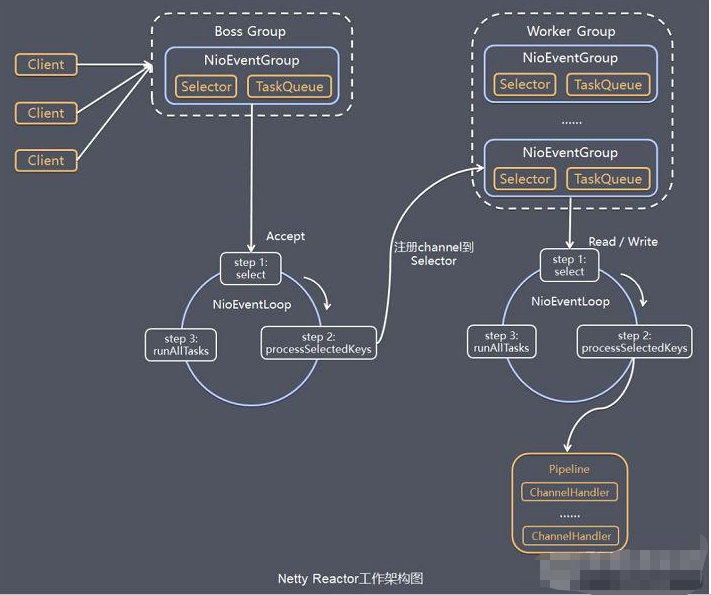 Boss Group
NioEventGroup
Selector
TaskQueue
Client
Client
Client
Worker Group
NioEventGroup
Selector
TaskQueue
......
NioEventGroup
Selector
TaskQueue
Accept
step 1:
select
NioEventLoop
step 2:
processSelectedKeys
step 3:
runAllTasks
注册channel到
Selector
Read / Write
step 1:
select
NioEventLoop
step 2:
processSelectedKeys
step 3:
runAllTasks
Pipeline
ChannelHandler
......
ChannelHandler
Netty Reactor工作架构图